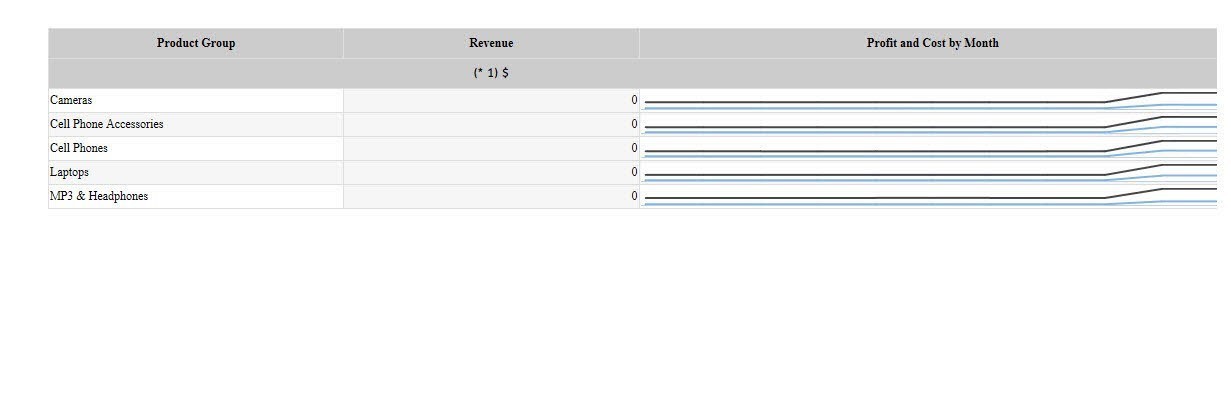 Product Group Revenue Profit and Cost by Month
(* 1) $
Cameras 0
Cell Phone Accessories 0
Cell Phones 0
Laptops 0
MP3 & Headphones 0